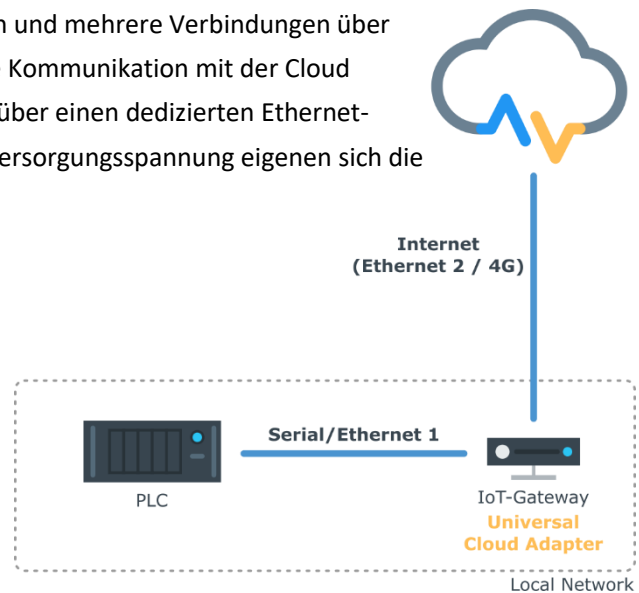 n und mehrere Verbindungen über
Kommunikation mit der Cloud
über einen dedizierten Ethernet-
ersorgungsspannung eigenen sich die
Internet
(Ethernet 2 / 4G)
Serial/Ethernet 1
PLC
IoT-Gateway
Universal
Cloud Adapter
Local Network